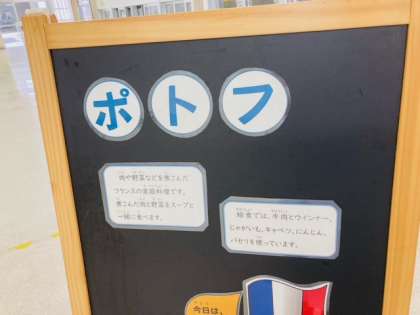 ポトフ
肉や野菜などを煮こんだ
フランスの家庭料理です。
煮こんだ肉と野菜をスープと
一緒に食べます。
給食では、牛肉とウインナー、
じゃがいも、キャベツ、にんじん、
パセリを使っています。
今日は、